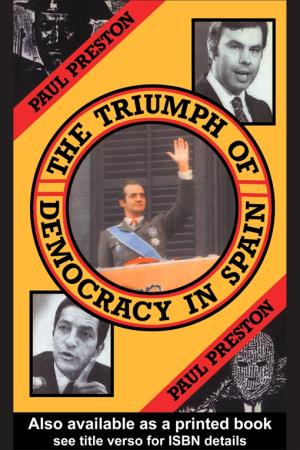 PAUL PRESTON
THE TRIUMPH OF
DEMOCRACY IN SPAIN
PAUL PRESTON
Also available as a printed book
see title verso for ISBN details